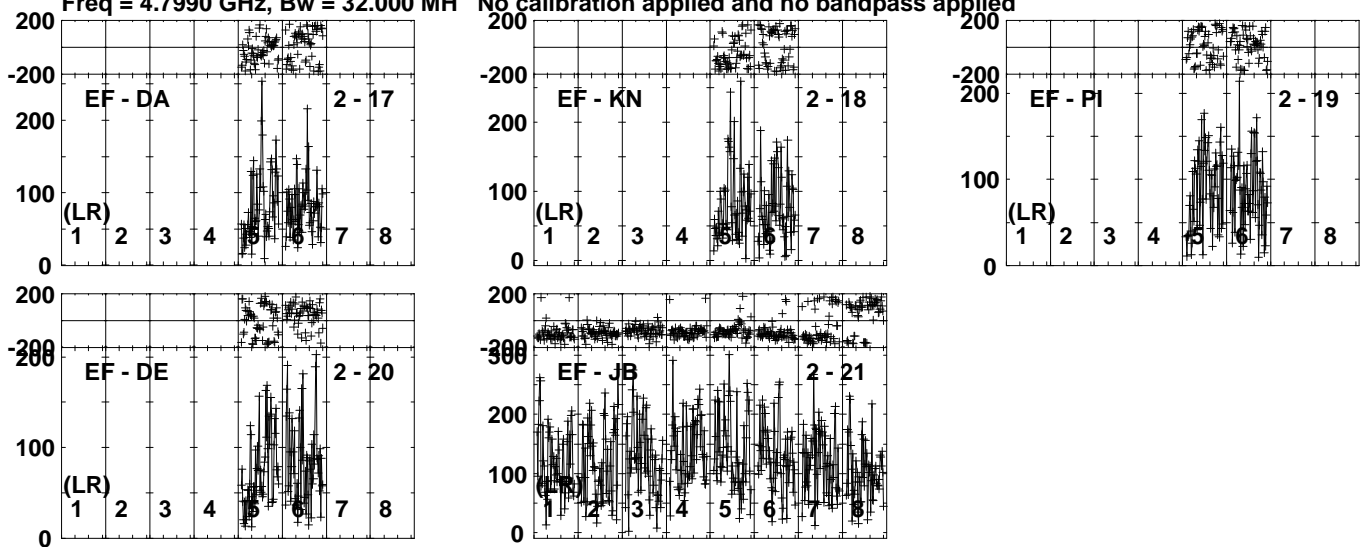 Freq = 4.7990 GHz, Bw = 32.000 MH No calibration applied and no bandpass applied
200
-200
EF - DA 2 - 17
200
100
(LR)
1 2 3 4 5 6 7 8
0
200
-200
EF - KN 2 - 18
200
100
(LR)
1 2 3 4 5 6 7 8
0
200
-200
200
EF - PI 2 - 19
100
(LR)
1 2 3 4 5 6 7 8
0
200
-200
200
EF - DE 2 - 20
100
(LR)
1 2 3 4 5 6 7 8
0
200
-200
300
EF - JB 2 - 21
200
100
(LR)
1 2 3 4 5 6 7 8
0